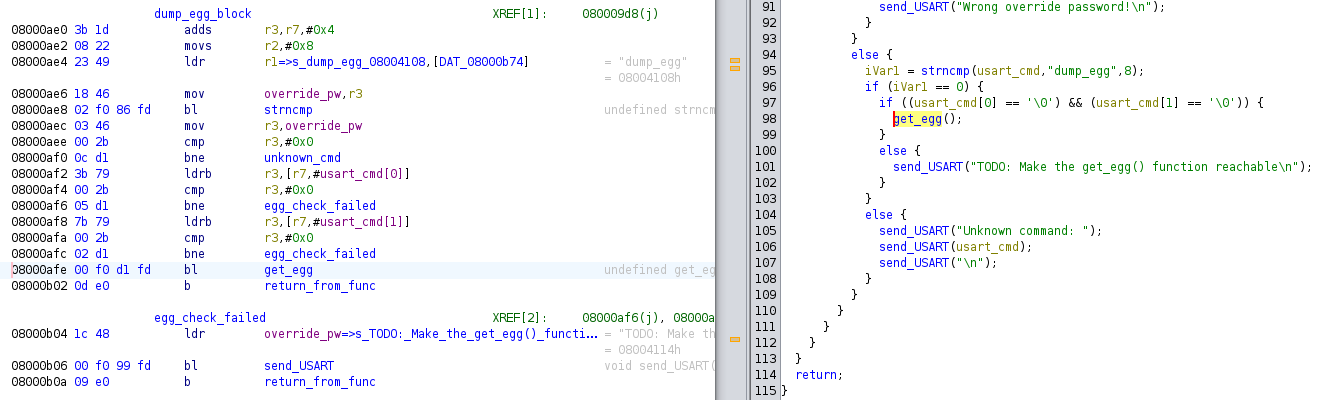 dump_egg_block XREF[1]: 080009d8(j)
08000ae0 3b 1d adds r3,r7,#0x4
08000ae2 08 22 movs r2,#0x8
08000ae4 23 49 ldr r1=>s_dump_egg_08004108,[DAT_08000b74] = "dump_egg"
= 08004108h
08000ae6 18 46 mov override_pw,r3
08000ae8 02 f0 86 fd bl strncmp undefined strncm
08000aec 03 46 mov r3,override_pw
08000aee 00 2b cmp r3,#0x0
08000af0 0c d1 bne unknown_cmd
08000af2 3b 79 ldrb r3,[r7,#usart_cmd[0]]
08000af4 00 2b cmp r3,#0x0
08000af6 05 d1 bne egg_check_failed
08000af8 7b 79 ldrb r3,[r7,#usart_cmd[1]]
08000afa 00 2b cmp r3,#0x0
08000afc 02 d1 bne egg_check_failed
08000afe 00 f0 d1 fd bl get_egg undefined get_eg
08000b02 0d e0 b return_from_func
egg_check_failed XREF[2]: 08000af6(j), 08000a
08000b04 1c 48 ldr override_pw=>s_TODO:_Make_the_get_egg()_functi... = "TODO: Make th
= 08004114h
08000b06 00 f0 99 fd bl send_USART void send_USART(
08000b0a 09 e0 b return_from_func
91 send_USART("Wrong override password!\n");
92 }
93 }
94 else {
95 iVar1 = strncmp(usart_cmd,"dump_egg",8);
96 if (iVar1 == 0) {
97 if ((usart_cmd[0] == '\0') && (usart_cmd[1] == '\0')) {
98 get_egg();
99 }
100 else {
101 send_USART("TODO: Make the get_egg() function reachable\n");
102 }
103 }
104 else {
105 send_USART("Unknown command: ");
106 send_USART(usart_cmd);
107 send_USART("\n");
108 }
109 }
110 }
111 }
112 }
113 }
114 return;
115 }